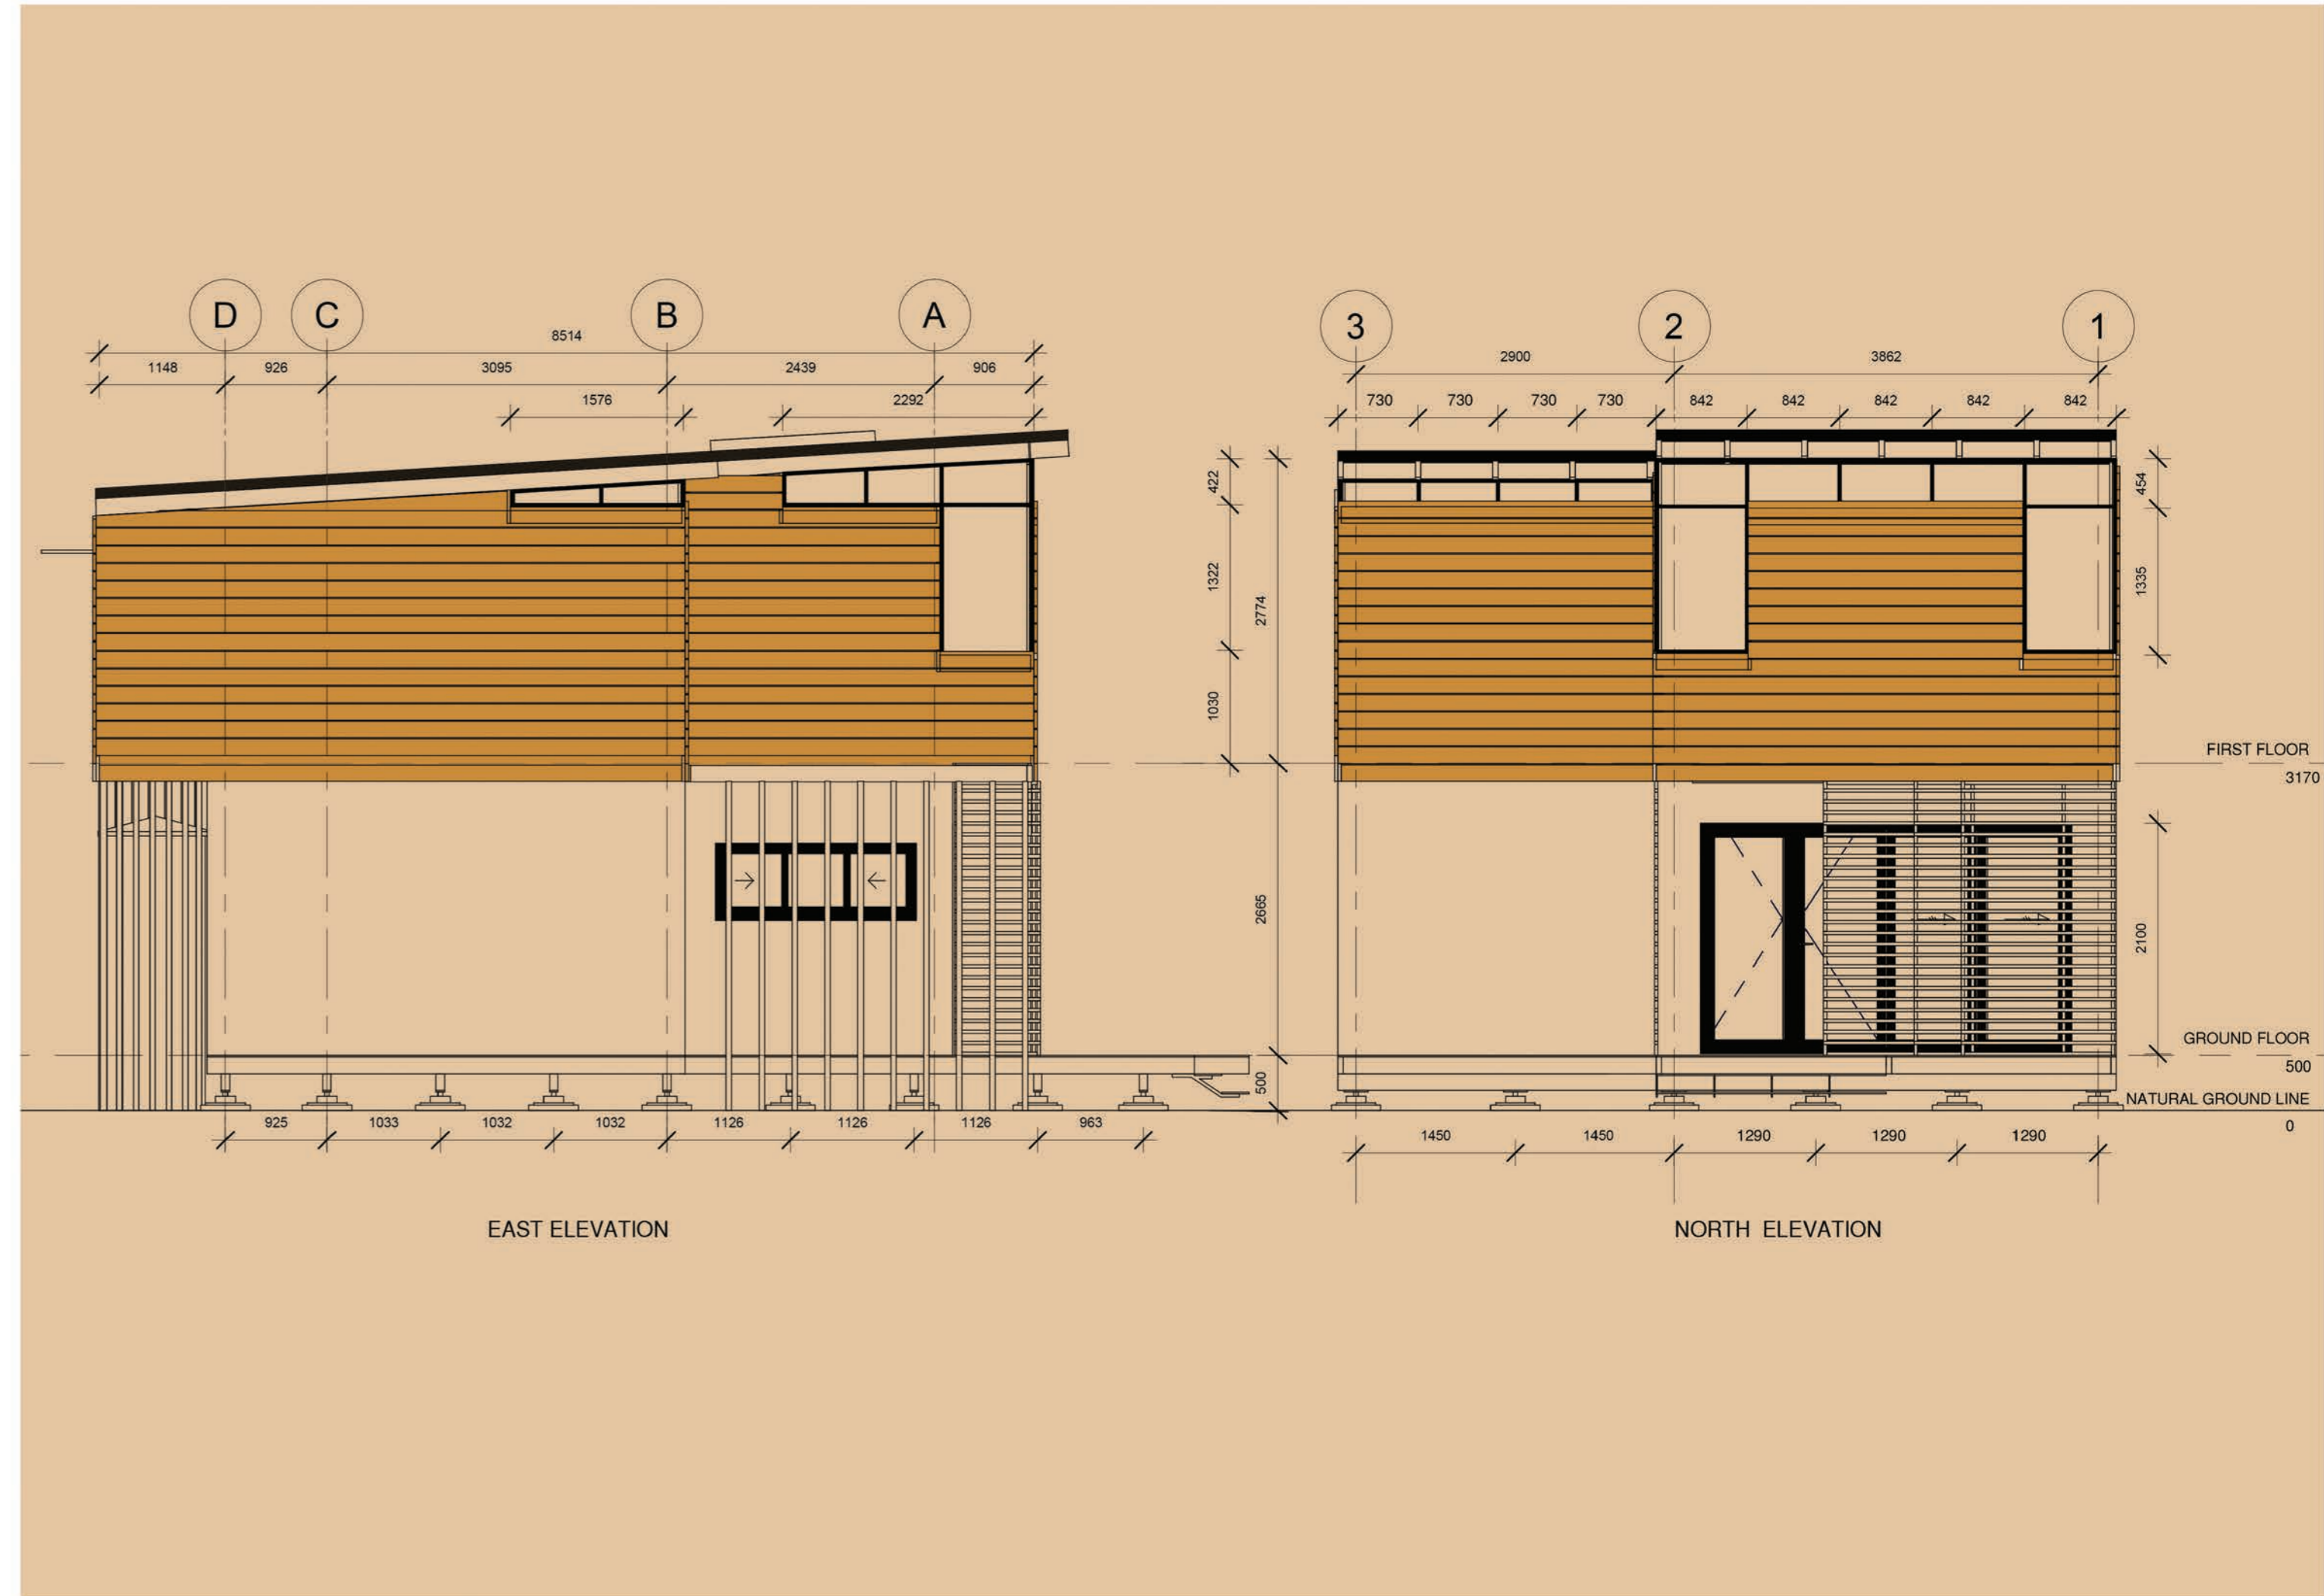 D C B A
8514
1148 926 3095 2439 906
1576 2292
3 2 1
2900 3862
730 730 730 730 842 842 842 842 842
422
1322
1030
2774
2665
500
454
1335
2100
FIRST FLOOR
3170
GROUND FLOOR
500
NATURAL GROUND LINE
0
925 1033 1032 1032 1126 1126 1126 963
1450 1450 1290 1290 1290
EAST ELEVATION
NORTH ELEVATION